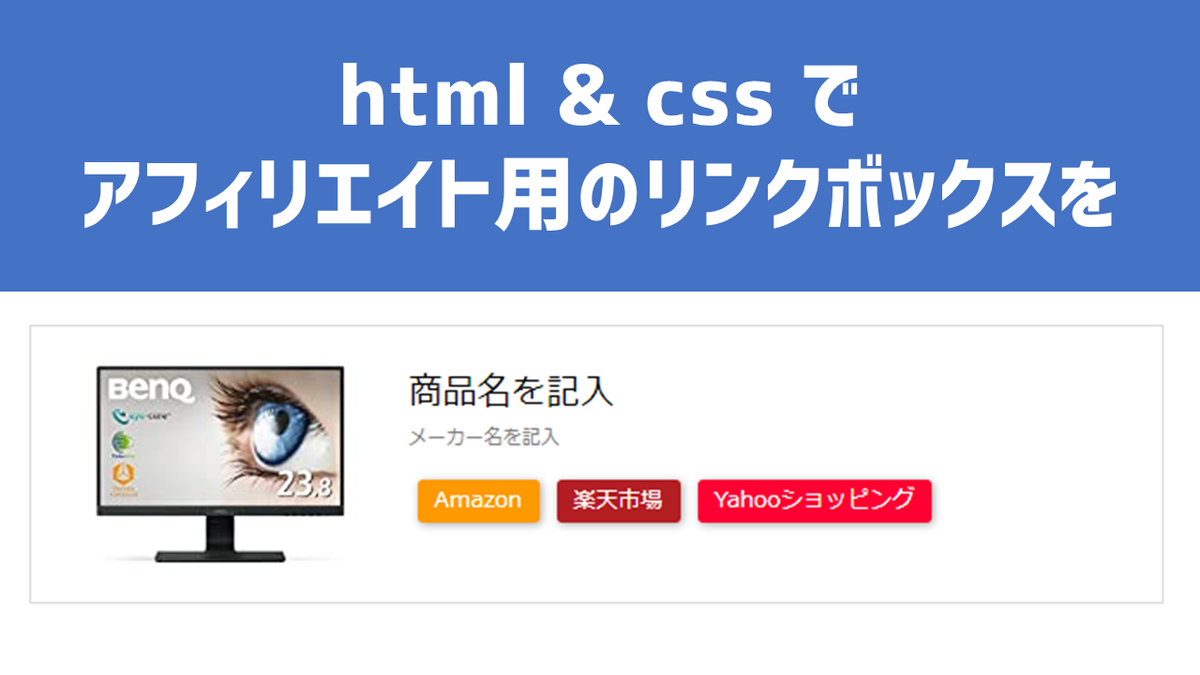 html & css で
アフィリエイト用のリンクボックスを
BenQ
eye-care
23.8
商品名を記入
メーカー名を記入
Amazon
楽天市場
Yahooショッピング